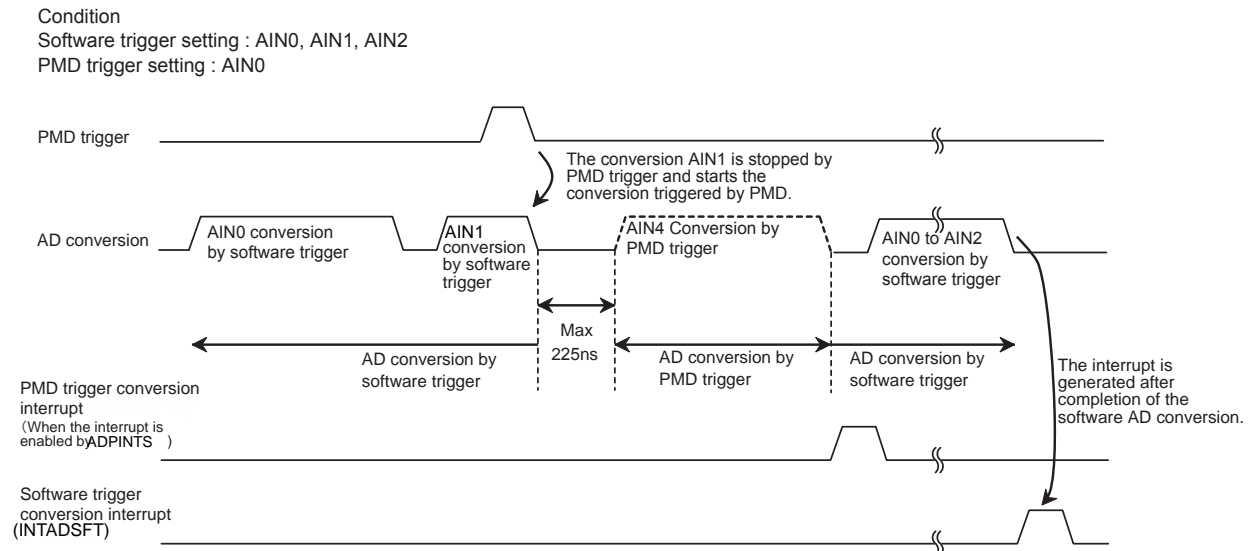 Condition
Software trigger setting : AIN0, AIN1, AIN2
PMD trigger setting : AIN0
PMD trigger
The conversion AIN1 is stopped by
PMD trigger and starts the
conversion triggered by PMD.
AD conversion
AIN0 conversion
by software trigger
AIN1
conversion
by software
trigger
AIN4 Conversion by
PMD trigger
AIN0 to AIN2
conversion by
software trigger
AD conversion by
software trigger
Max
225ns
AD conversion by
PMD trigger
AD conversion by
software trigger
The interrupt is
generated after
completion of the
software AD conversion.
PMD trigger conversion
interrupt
(When the interrupt is
enabled byADPINTS )
Software trigger
conversion interrupt
(INTADSFT)